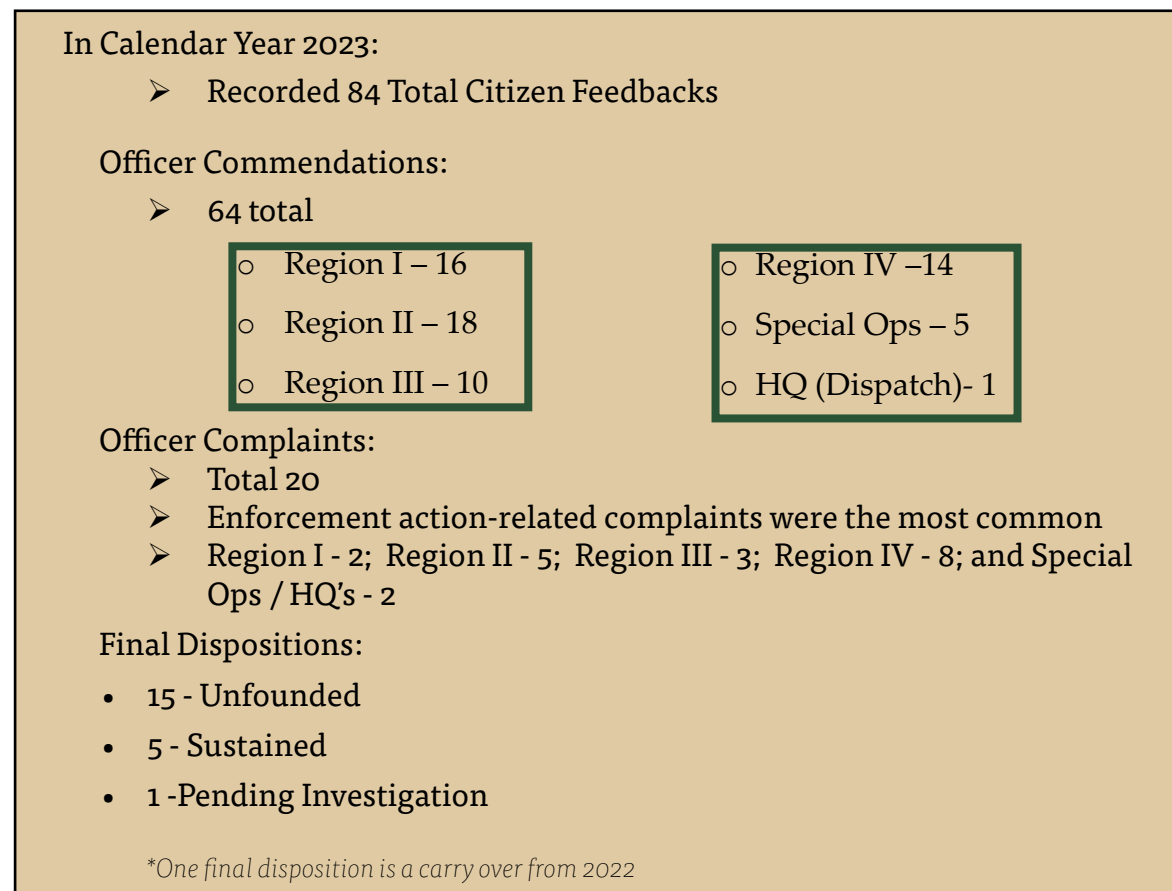 In Calendar Year 2023:
➢ Recorded 84 Total Citizen Feedbacks
Officer Commendations:
➢ 64 total
o Region I – 16
o Region II – 18
o Region III – 10
o Region IV –14
o Special Ops – 5
o HQ (Dispatch)- 1
Officer Complaints:
➢ Total 20
➢ Enforcement action-related complaints were the most common
➢ Region I - 2; Region II - 5; Region III - 3; Region IV - 8; and Special
Ops / HQ’s - 2
Final Dispositions:
• 15 - Unfounded
• 5 - Sustained
• 1 -Pending Investigation
*One final disposition is a carry over from 2022